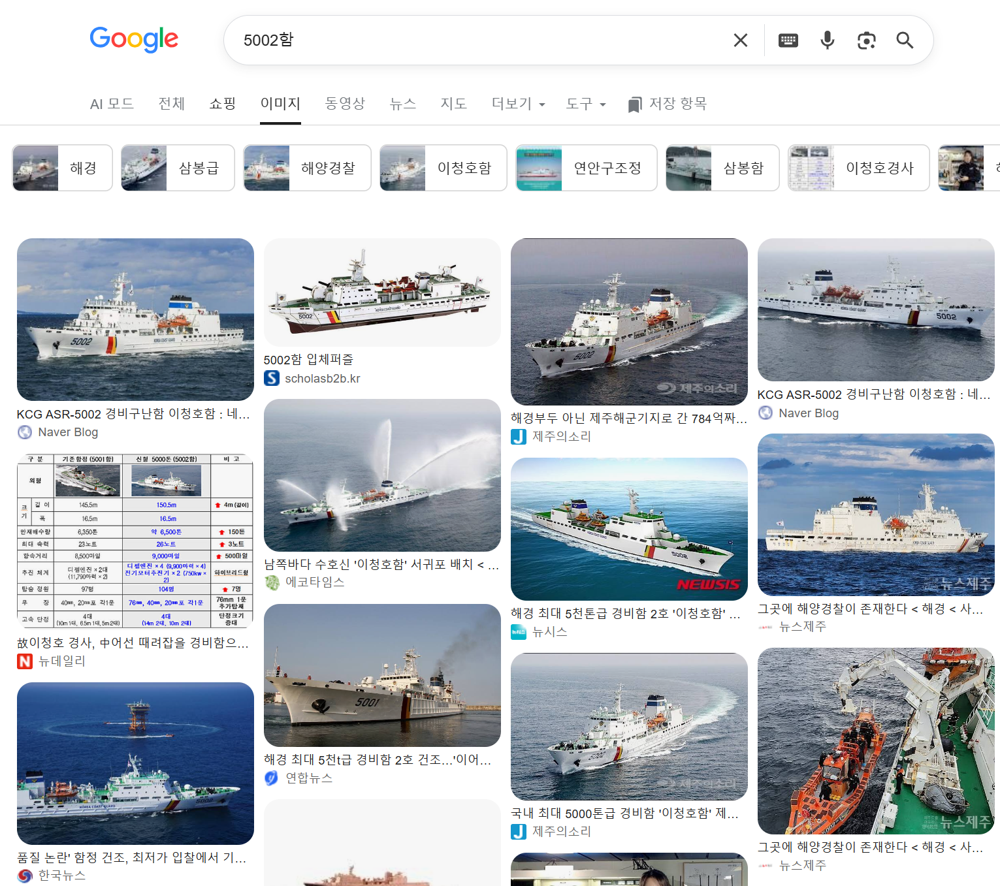 Google
5002함
AI 모드 전체 쇼핑 이미지 동영상 뉴스 지도 더보기 도구 저장 항목
해경 삼봉급 해양경찰 이청호함 연안구조정 삼봉함 이청호경사
5002
KOREA COAST GUARD
KCG ASR-5002 경비구난함 이청호함 : 네...
Naver Blog
구 분 기존함정 (5001함) 신형 5000톤 (5002함) 비 고
외형
크기 길 이 145.5m 150.5m 4m (길이)
폭 16.5m 16.5m
만재배수량 6,350톤 약 6,500톤 150톤
최대 속력 23노트 26노트 3노트
항속거리 8,500마일 9,000마일 500마일
추진 체계 디젤엔진 ×2대 (11,790마력 ×2) 디젤엔진 ×4 (9,900마력 ×4) 전기모터추진기 ×2 (750kw × 2) 하이브리드형
탑승 정원 97명 104명 7명
무 장 40㎜, 20㎜포 각1문 76㎜, 40㎜, 20㎜포 각1문 76mm 1문 추가탑재
고속 단정 4대 (10m 1대, 6.5m 1대, 5m 2대) 4대 (14m 2대, 10m 2대) 단정크기 증대
故이청호 경사, 中어선 때려잡을 경비함으...
N 뉴데일리
5002
KOREA COAST GUARD
품질 논란' 함정 건조, 최저가 입찰에서 기...
한국뉴스
5002
KOREA COAST GUARD
5002함 입체퍼즐
S scholasb2b.kr
5002
남쪽바다 수호신 '이청호함' 서귀포 배치 < ...
에코타임스
5001
해경 최대 5천t급 경비함 2호 건조...'이어...
연합뉴스
5002
제주의소리
해경부두 아닌 제주해군기지로 간 784억짜...
J 제주의소리
5002
KOREA COAST GUARD
NEWSIS
해경 최대 5천톤급 경비함 2호 '이청호함' ...
뉴시스 뉴시스
5002
제주의소리
국내 최대 5000톤급 경비함 '이청호함' 제...
J 제주의소리
KOREA COAST GUARD
5002
KCG ASR-5002 경비구난함 이청호함 : 네...
Naver Blog
KOREA COAST GUARD
뉴스제주
그곳에 해양경찰이 존재한다 < 해경 < 사...
뉴스제주
뉴스제주
그곳에 해양경찰이 존재한다 < 해경 < 사...
뉴스제주